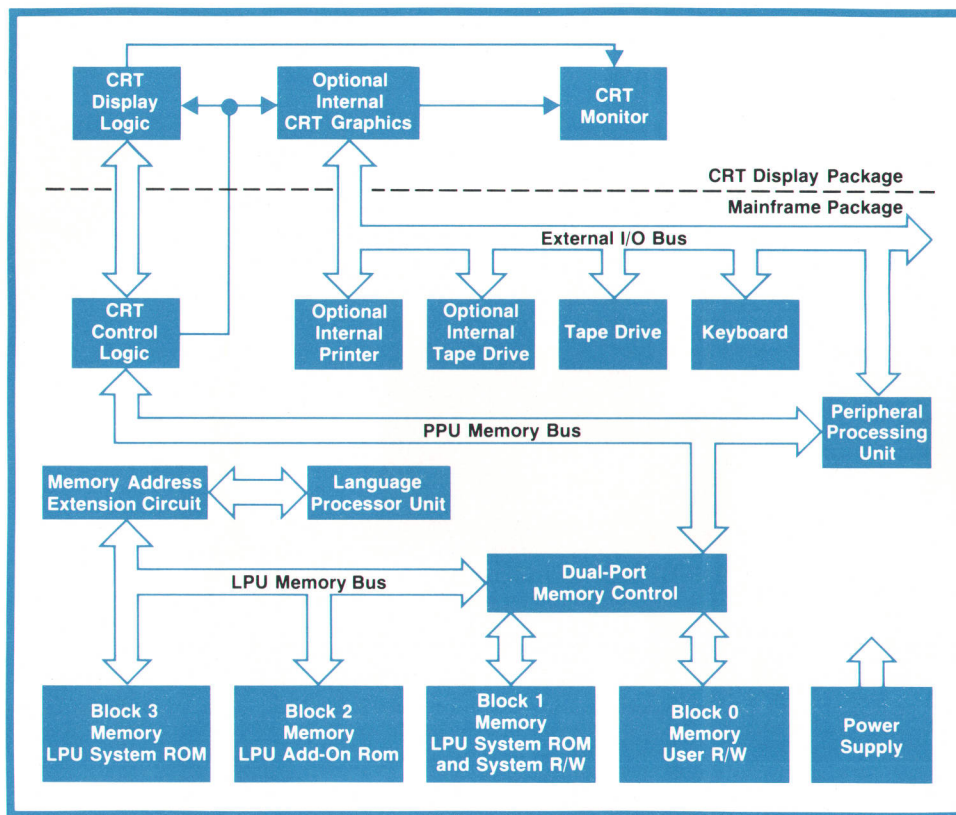 CRT
Display
Logic
Optional
Internal
CRT Graphics
CRT
Monitor
CRT Display Package
Mainframe Package
External I/O Bus
CRT
Control
Logic
Optional
Internal
Printer
Optional
Internal
Tape Drive
Tape Drive
Keyboard
Peripheral
Processing
Unit
PPU Memory Bus
Memory Address
Extension Circuit
Language
Processor Unit
Dual-Port
Memory Control
LPU Memory Bus
Block 3
Memory
LPU System ROM
Block 2
Memory
LPU Add-On Rom
Block 1
Memory
LPU System ROM
and System R/W
Block 0
Memory
User R/W
Power
Supply